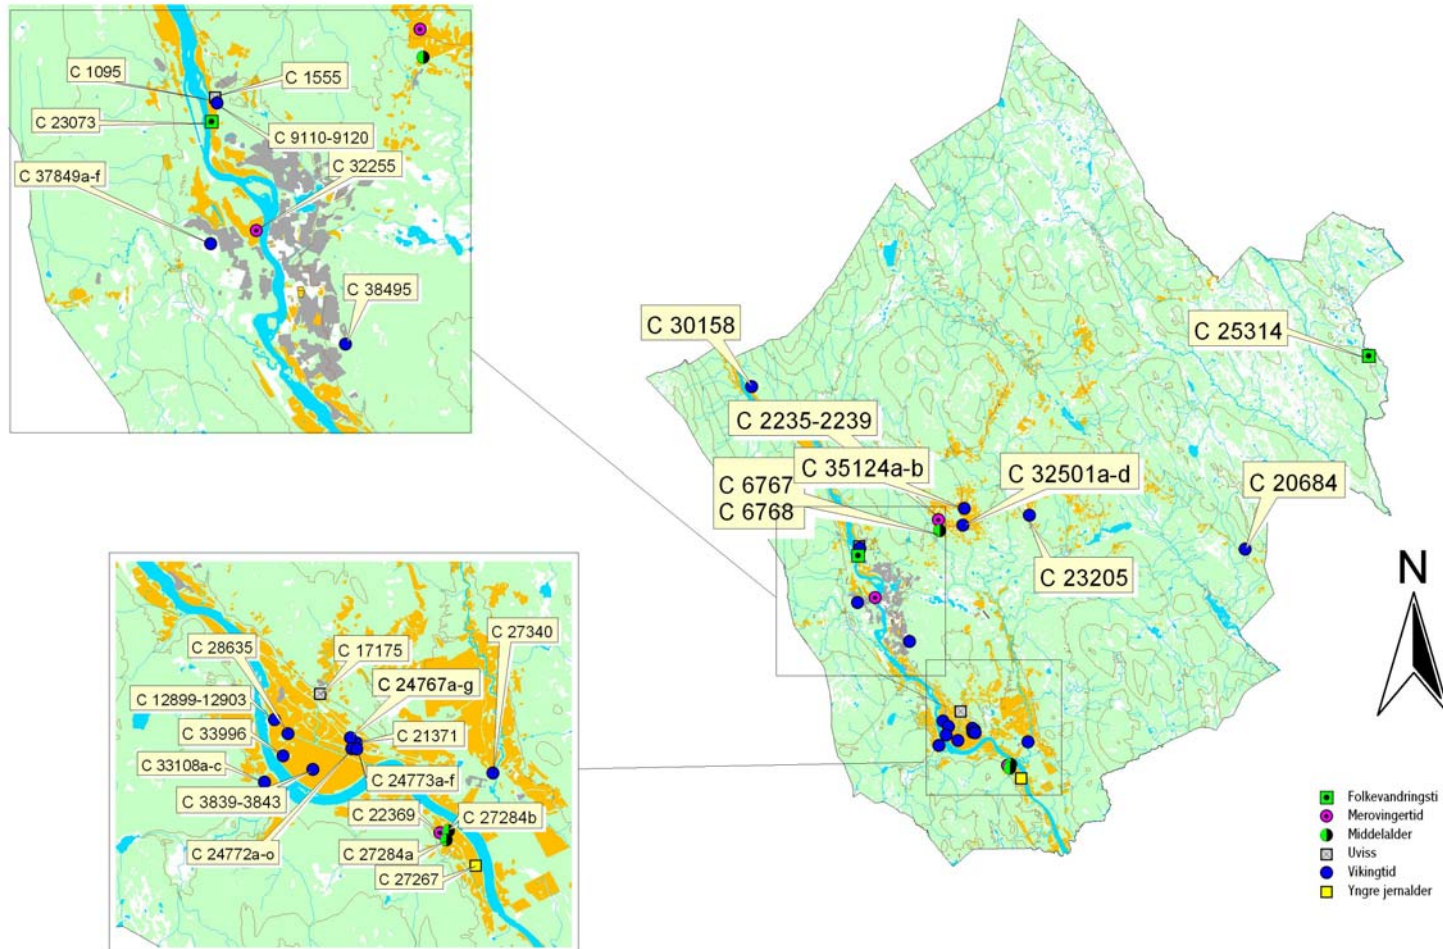 C 1095
C 1555
C 23073
C 9110-9120
C 32255
C 37849a-f
C 38495
C 30158
C 25314
C 2235-2239
C 35124a-b
C 32501a-d
C 6767
C 6768
C 20684
C 23205
N
C 27340
C 28635
C 17175
C 24767a-g
C 12899-12903
C 33996
C 21371
C 33108a-c
C 24773a-f
C 3839-3843
C 22369
C 27284b
C 24772a-o
C 27284a
C 27267
Folkevandringsti
Merovingertid
Middelalder
Uviss
Vikingtid
Yngre jernalder